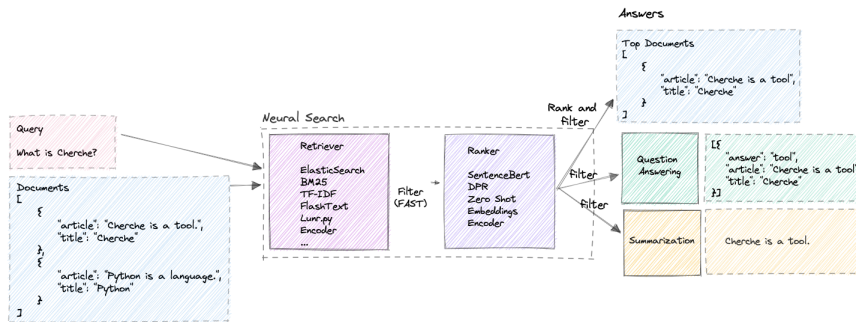 Answers
Top Documents
[
{
"article": "Cherche is a tool",
"title": "Cherche"
}
]
Rank and
filter
Neural Search
Query
What is Cherche?
Retriever
ElasticSearch
BM25
TF-IDF
FlashText
Lunr.py
Encoder
...
Filter
(FAST)
Ranker
SentenceBert
DPR
Zero Shot
Embeddings
Encoder
filter
filter
Question
Answering
[{
"answer": "tool",
"article": "Cherche is a tool"
"title": "Cherche"
}]
Summarization
Cherche is a tool.
Documents
[
{
"article": "Cherche is a tool.",
"title": "Cherche"
},
{
"article": "Python is a language.",
"title": "Python"
}
]